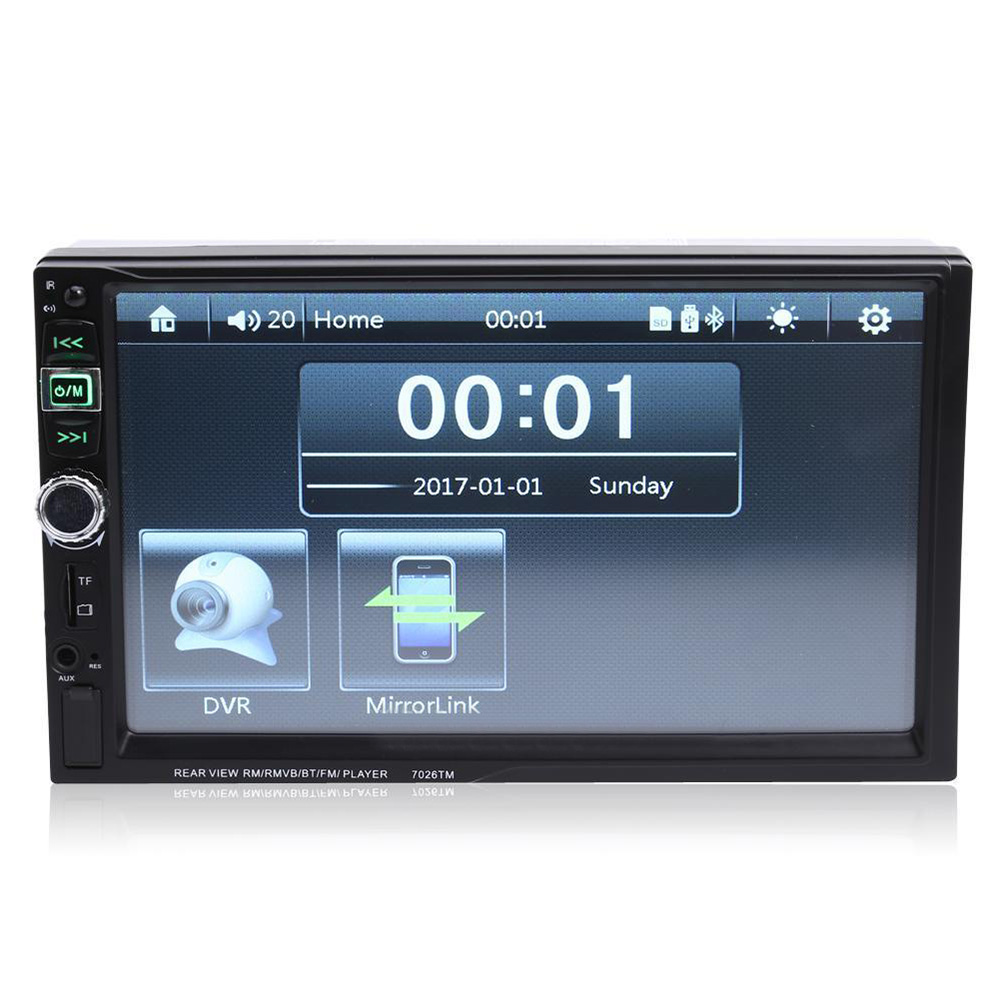 IR
20 Home 00:01
SD
|<<
⏻/M
>>|
00:01
2017-01-01 Sunday
TF
RES
AUX
DVR
MirrorLink
REAR VIEW RM/RMVB/BT/FM/ PLAYER 7026TM